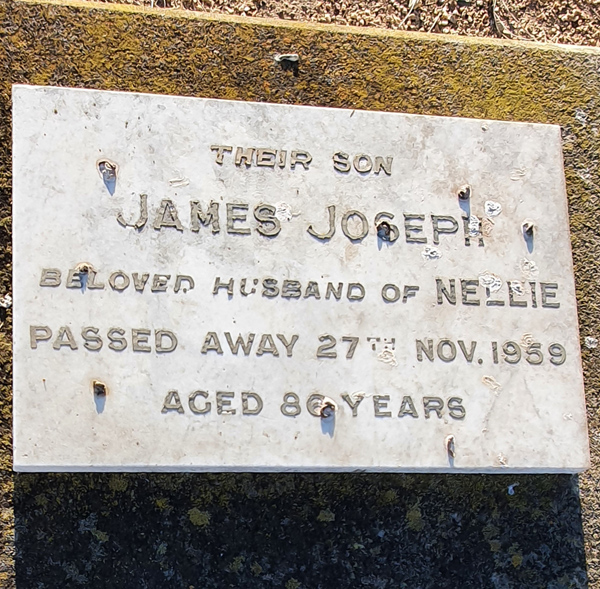 THEIR SON
JAMES JOSEPH
BELOVED HUSBAND OF NELLIE
PASSED AWAY 27TH NOV. 1959
AGED YEARS